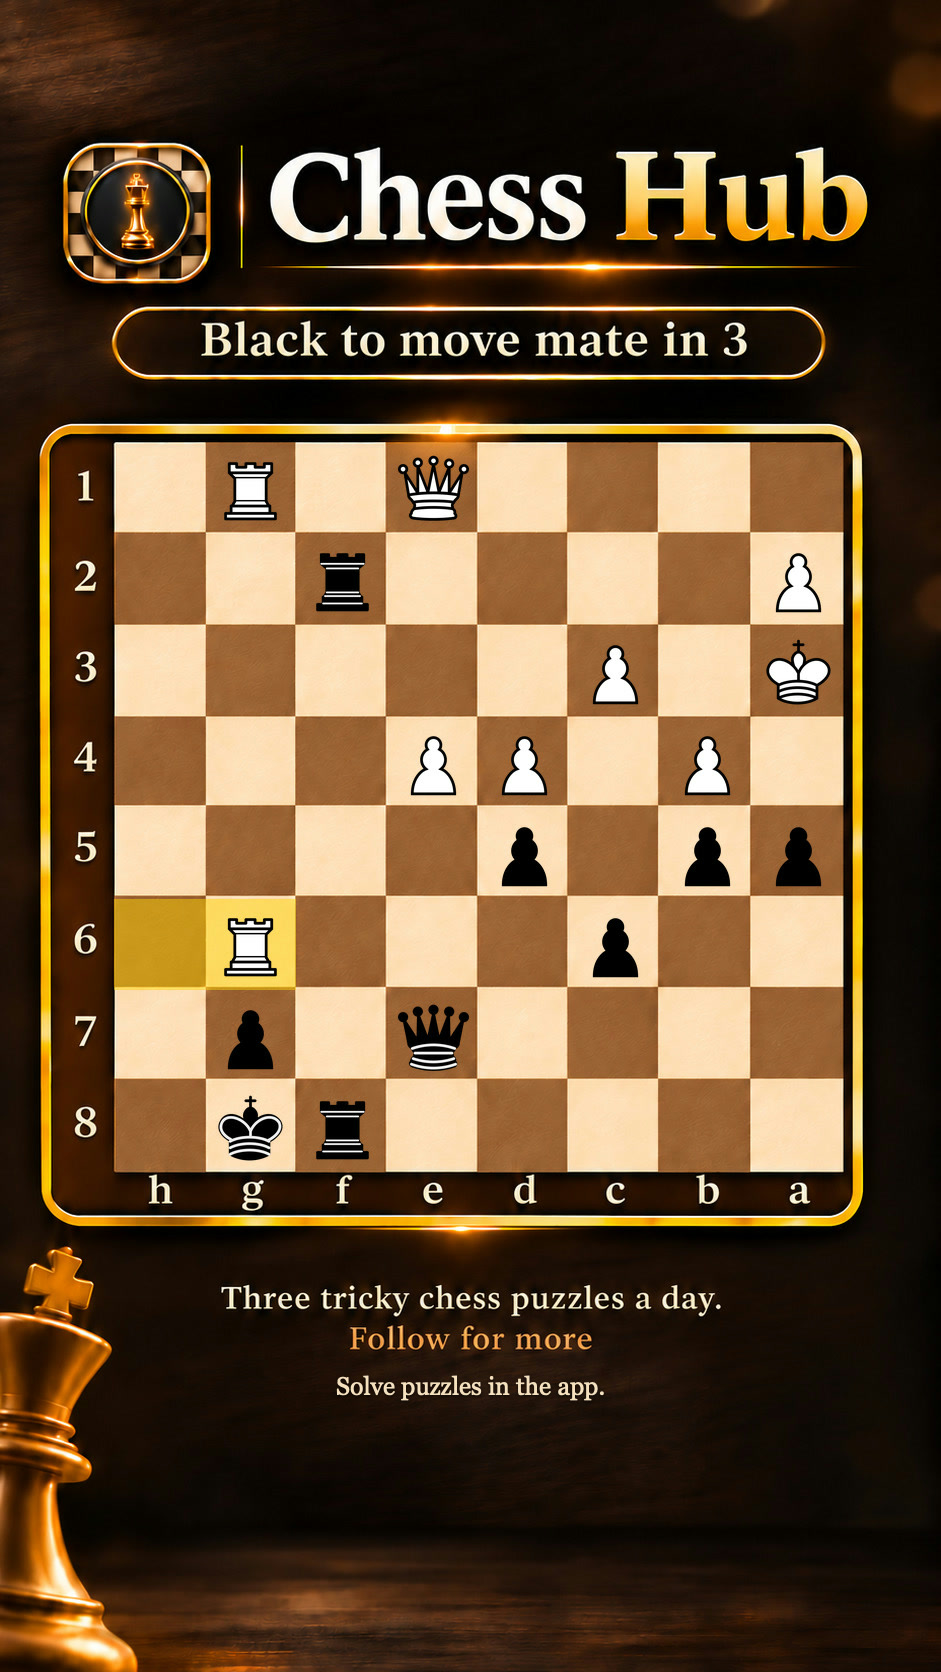 Chess Hub
Black to move mate in 3
1
2
3
4
5
6
7
8
h g f e d c b a
Three tricky chess puzzles a day.
Follow for more
Solve puzzles in the app.